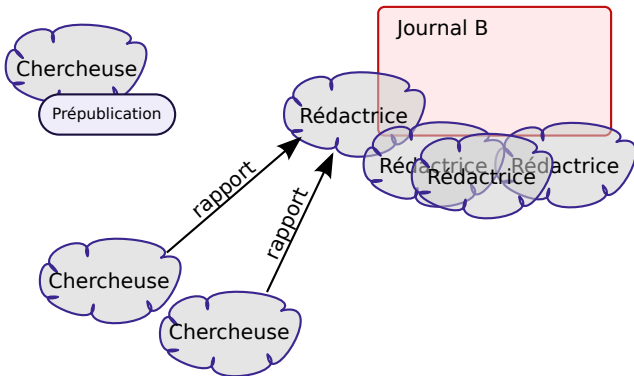 Journal B
Chercheuse
Prépublication
Rédactrice
Rédactrice
Rédactrice
Rédactrice
rapport
rapport
Chercheuse
Chercheuse